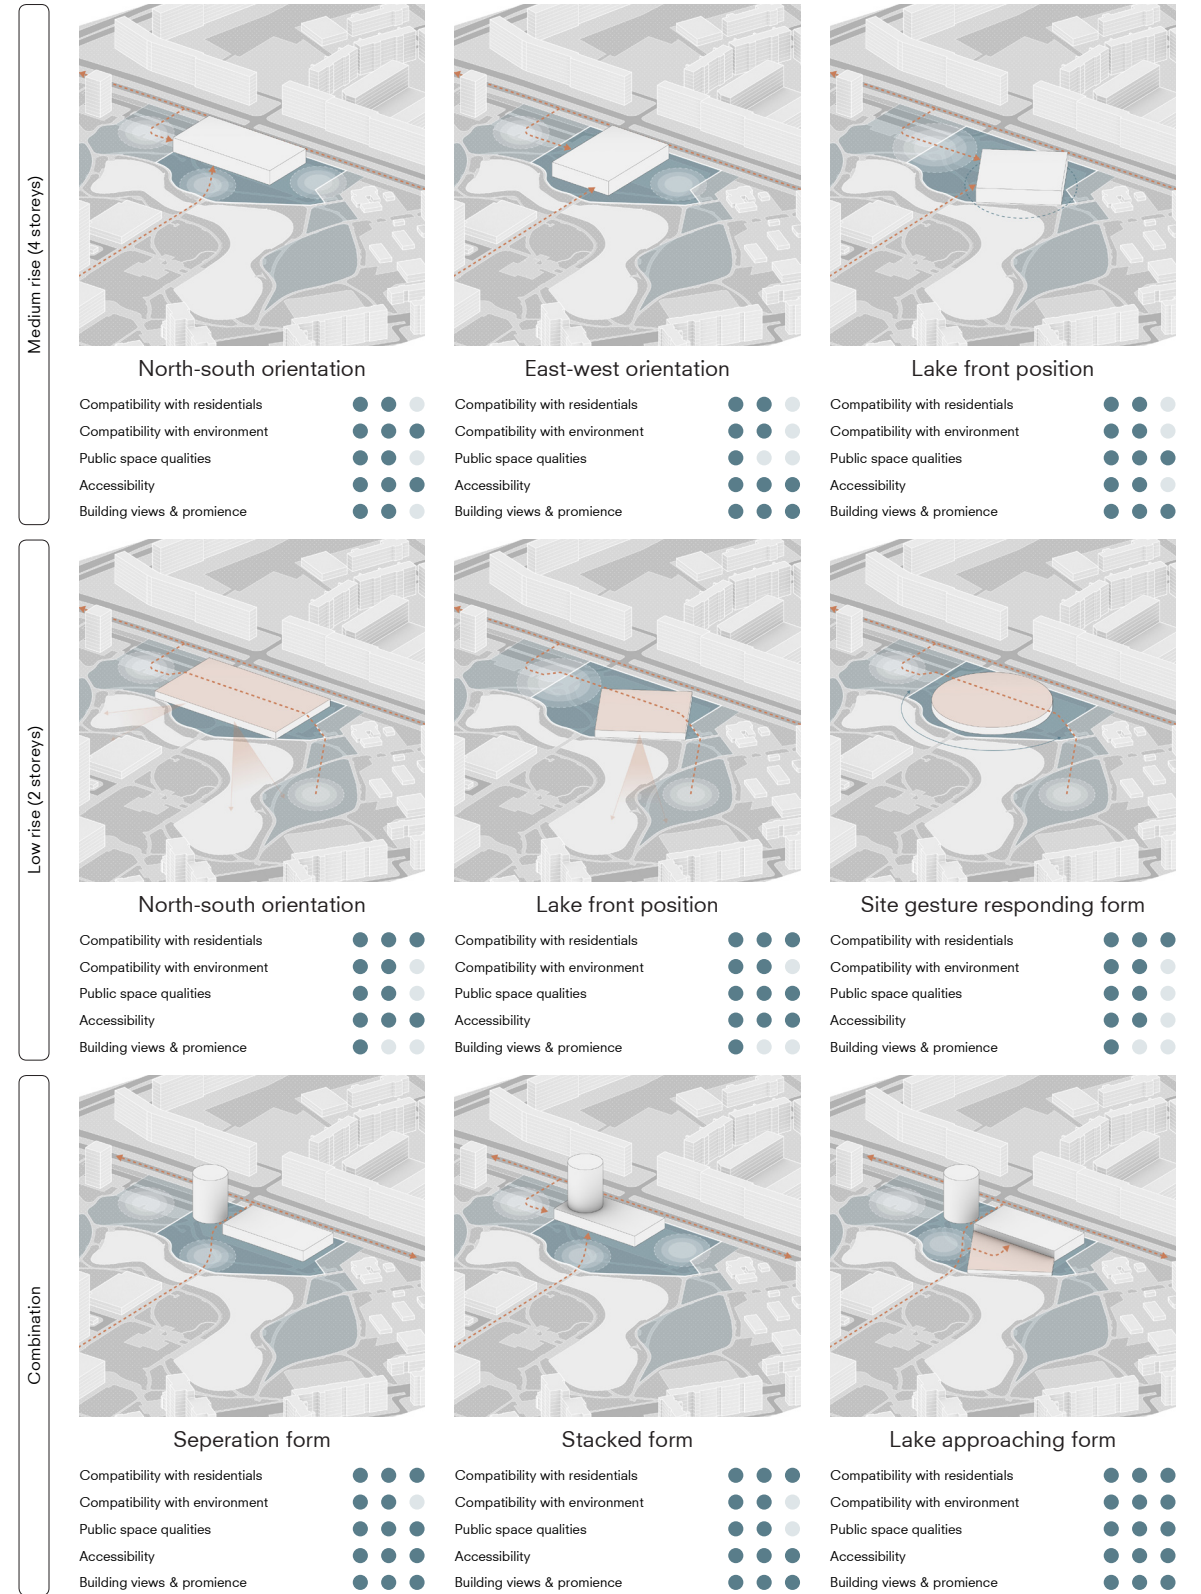 Medium rise (4 storeys)
North-south orientation
Compatibility with residentials
Compatibility with environment
Public space qualities
Accessibility
Building views & promience
East-west orientation
Compatibility with residentials
Compatibility with environment
Public space qualities
Accessibility
Building views & promience
Lake front position
Compatibility with residentials
Compatibility with environment
Public space qualities
Accessibility
Building views & promience
Low rise (2 storeys)
North-south orientation
Compatibility with residentials
Compatibility with environment
Public space qualities
Accessibility
Building views & promience
Lake front position
Compatibility with residentials
Compatibility with environment
Public space qualities
Accessibility
Building views & promience
Site gesture responding form
Compatibility with residentials
Compatibility with environment
Public space qualities
Accessibility
Building views & promience
Combination
Seperation form
Compatibility with residentials
Compatibility with environment
Public space qualities
Accessibility
Building views & promience
Stacked form
Compatibility with residentials
Compatibility with environment
Public space qualities
Accessibility
Building views & promience
Lake approaching form
Compatibility with residentials
Compatibility with environment
Public space qualities
Accessibility
Building views & promience